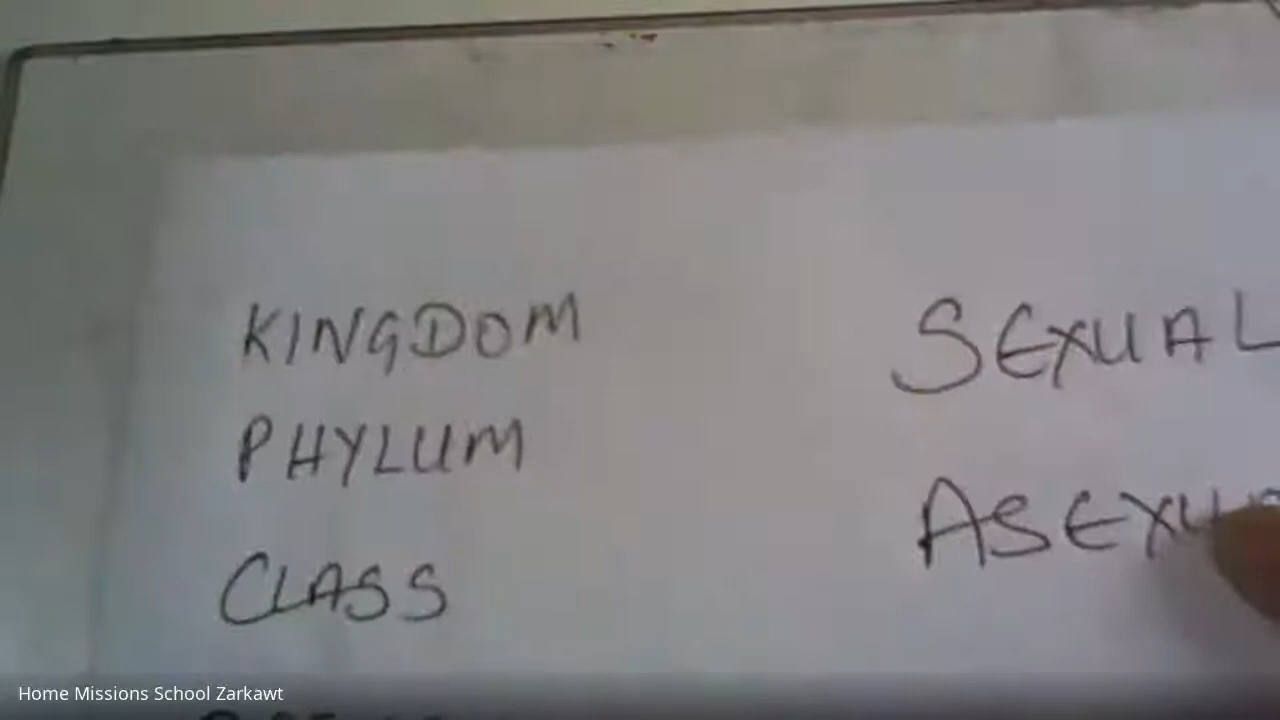 KINGDOM
PHYLUM
CLASS
SEXUAL
Home Missions School Zarkawt